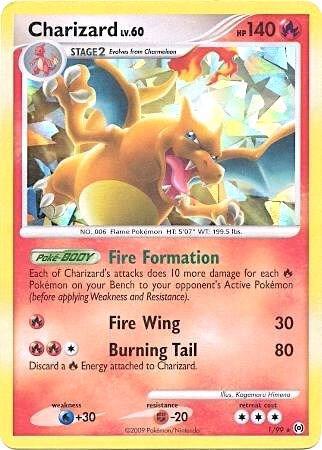 Charizard LV.60
HP 140
STAGE2 Evolves from Charmeleon
NO. 006 Flame Pokémon HT: 5'07" WT: 199.5 lbs.
Poké-BODY Fire Formation
Each of Charizard's attacks does 10 more damage for each
Pokémon on your Bench to your opponent's Active Pokémon
(before applying Weakness and Resistance).
Fire Wing 30
Burning Tail 80
Discard a Energy attached to Charizard.
Illus. Kagemaru Himeno
weakness resistance retreat cost
+30 -20
©2009 Pokémon/Nintendo
1/99